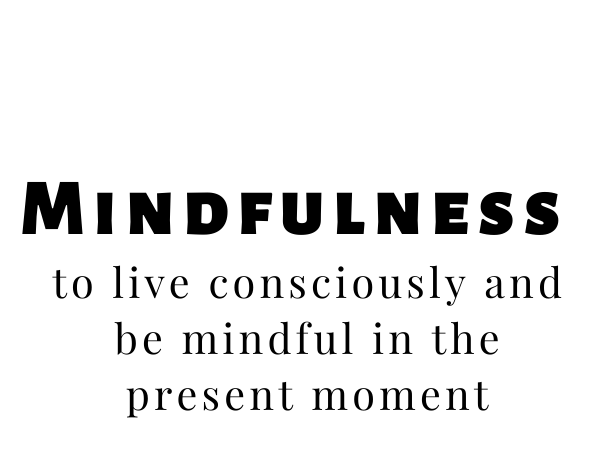 Mindfulness
to live consciously and
be mindful in the
present moment